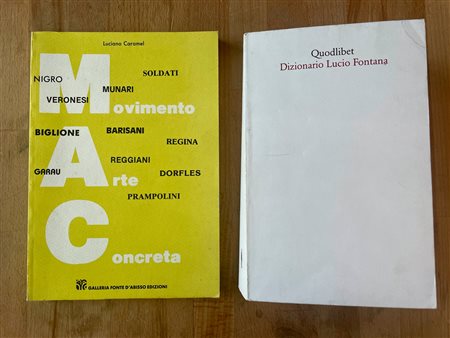 Luciano Caramel
SOLDATI
NIGRO
MUNARI
VERONESI
Movimento
BIGLIONE
BARISANI
REGINA
REGGIANI
GARAU
Arte
DORFLES
PRAMPOLINI
Concreta
GALLERIA FONTE D'ABISSO EDIZIONI
Quodlibet
Dizionario Lucio Fontana